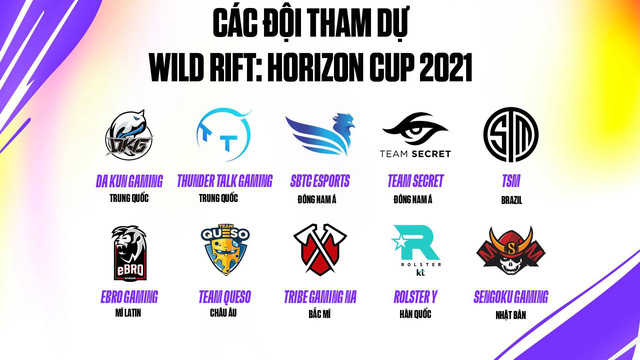 CÁC ĐỘI THAM DỰ
WILD RIFT: HORIZON CUP 2021
DKG
TT
TEAM SECRET
TSM
DA KUN GAMING
THUNDER TALK GAMING
SBTC ESPORTS
TEAM SECRET
TSM
TRUNG QUỐC
TRUNG QUỐC
ĐÔNG NAM Á
ĐÔNG NAM Á
BRAZIL
eBRO
TEAM
QUESO
R
ROLSTER
kt
M S M
EBRO GAMING
TEAM QUESO
TRIBE GAMING NA
ROLSTER Y
SENGOKU GAMING
MĨ LATIN
CHÂU ÂU
BẮC MĨ
HÀN QUỐC
NHẬT BẢN